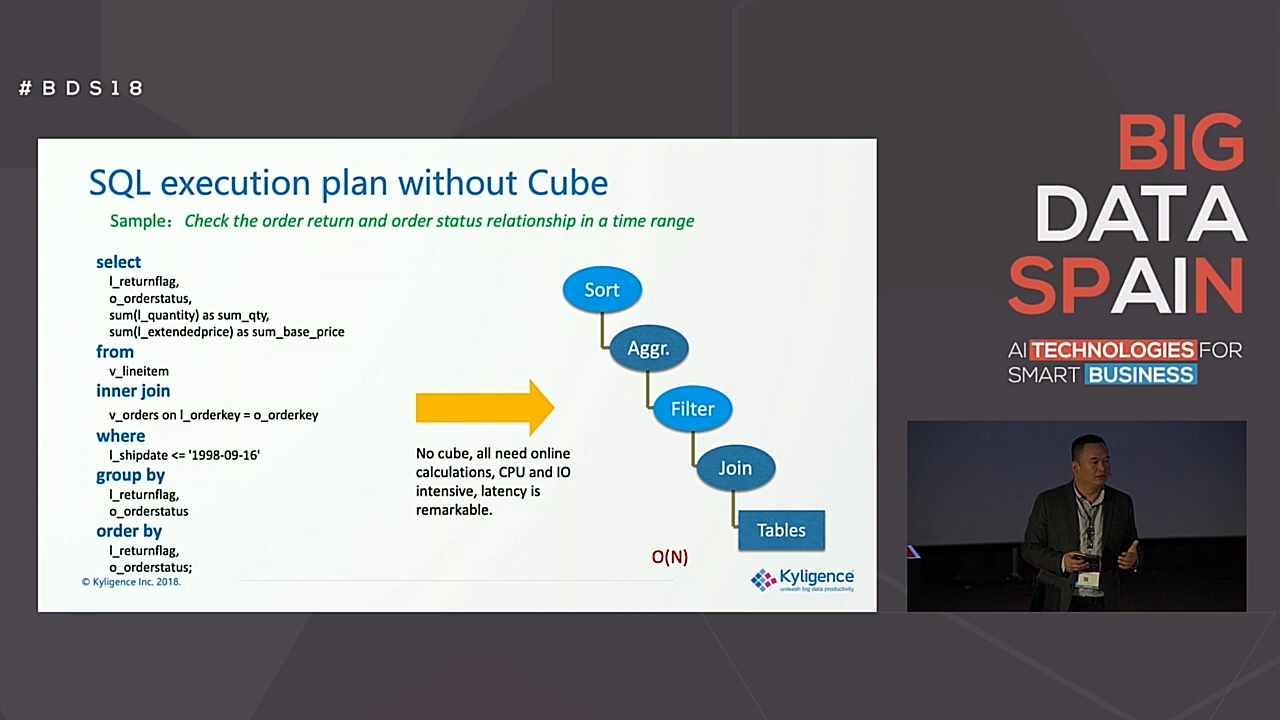 #BDS18
SQL execution plan without Cube
Sample: Check the order return and order status relationship in a time range
select
l_returnflag,
o_orderstatus,
sum(l_quantity) as sum_qty,
sum(l_extendedprice) as sum_base_price
from
v_lineitem
inner join
v_orders on l_orderkey = o_orderkey
where
l_shipdate <= '1998-09-16'
group by
l_returnflag,
o_orderstatus
order by
l_returnflag,
o_orderstatus;
No cube, all need online
calculations, CPU and IO
intensive, latency is
remarkable.
Sort
Aggr.
Filter
Join
Tables
O(N)
© Kyligence Inc. 2018.
Kyligence
unleash big data productivity
BIG
DATA
SPAIN
AI TECHNOLOGIES FOR
SMART BUSINESS